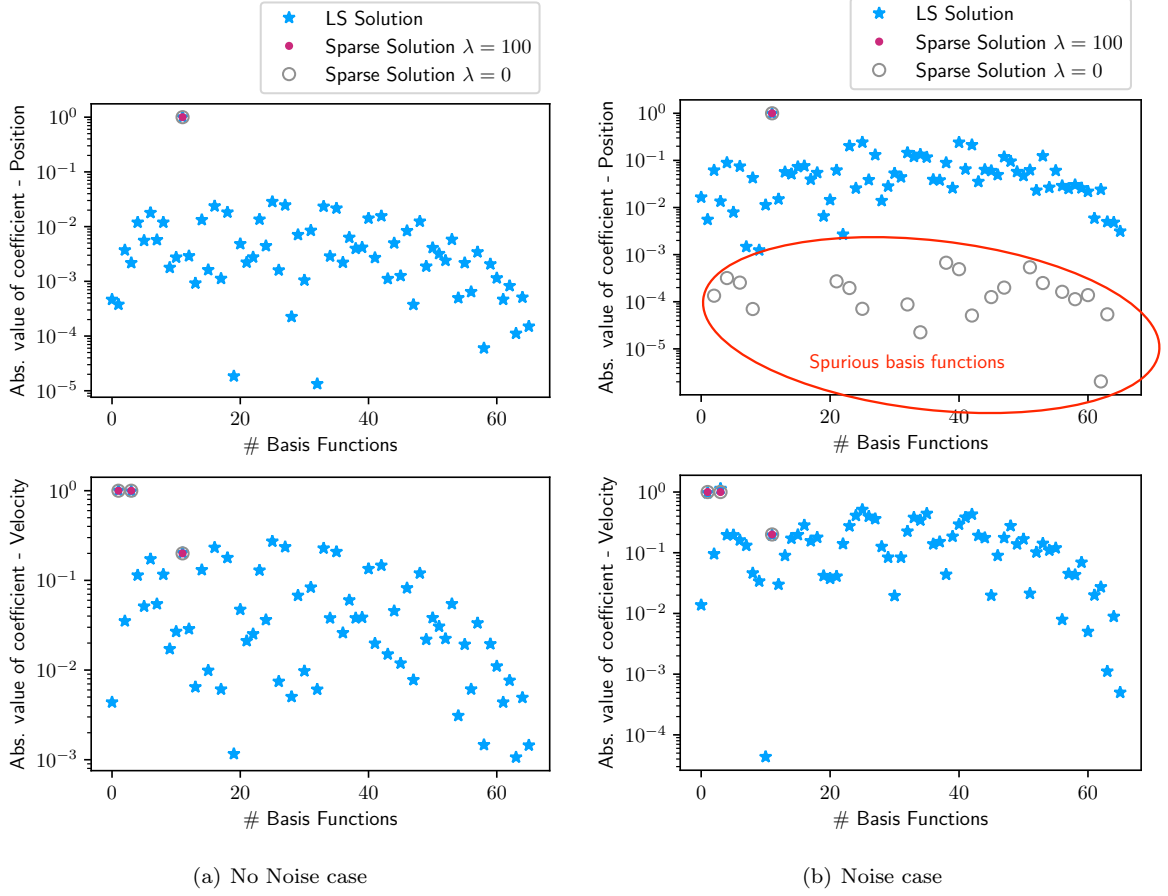 LS Solution
Sparse Solution λ = 100
Sparse Solution λ = 0
Abs. value of coefficient - Position
10^0
10^-1
10^-2
10^-3
10^-4
10^-5
0 20 40 60
# Basis Functions
LS Solution
Sparse Solution λ = 100
Sparse Solution λ = 0
Abs. value of coefficient - Position
10^0
10^-1
10^-2
10^-3
10^-4
10^-5
Spurious basis functions
0 20 40 60
# Basis Functions
Abs. value of coefficient - Velocity
10^0
10^-1
10^-2
10^-3
0 20 40 60
# Basis Functions
Abs. value of coefficient - Velocity
10^0
10^-1
10^-2
10^-3
10^-4
0 20 40 60
# Basis Functions
(a) No Noise case
(b) Noise case